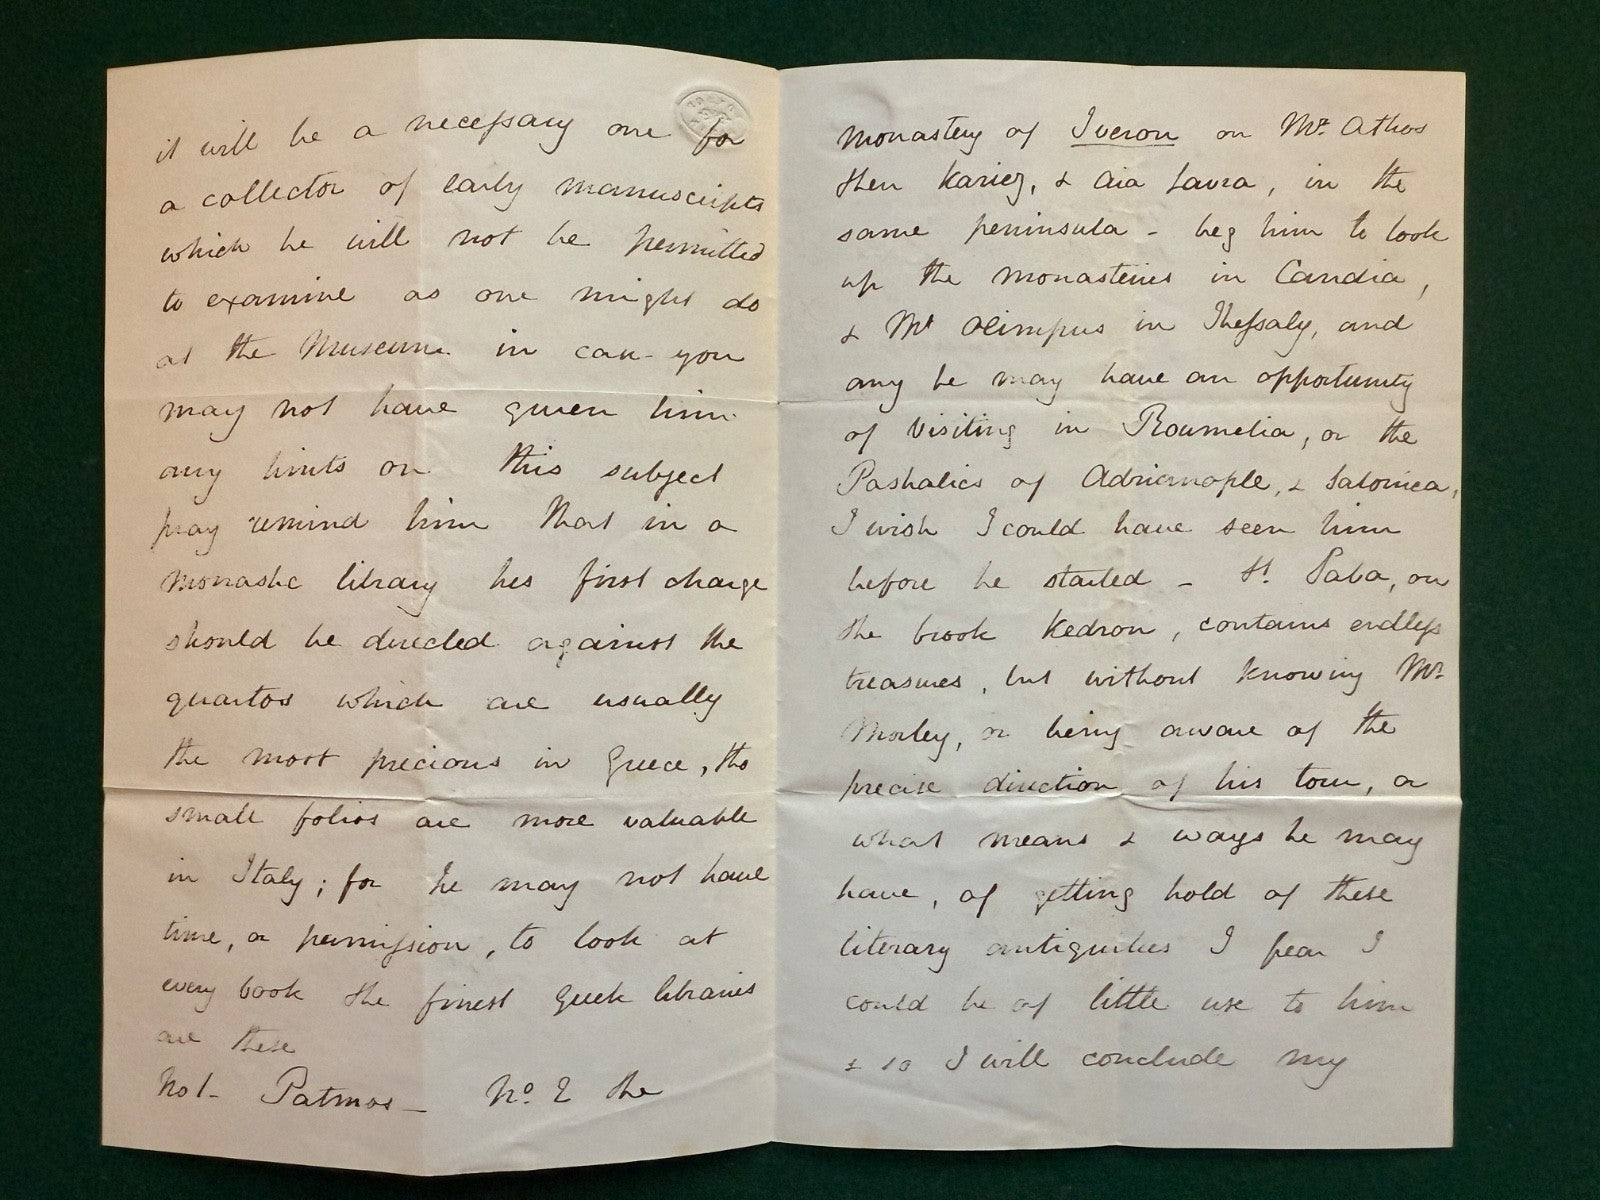 it will be a necessary one for
a collector of early manuscripts
which he will not be permitted
to examine as one might do
at the Museum in case you
may not have given him
any hints on this subject
pray remind him that in a
monastic library his first charge
should be directed against the
quartos which are usually
the most precious in Greece, tho
small folios are more valuable
in Italy; for he may not have
time, or permission, to look at
every book the finest Greek libraries
are these
No 1 - Patmos - No. 2 the
monastery of Iveron on Mt. Athos
then Kariez, & Aia Laura, in the
same peninsula - beg him to look
up the monasteries in Candia,
& Mt Olimpus in Thessaly, and
any he may have an opportunity
of visiting in Roumelia, or the
Pashalics of Adrianople, & Salonica,
I wish I could have seen him
before he started - St. Saba, on
the brook Kedron, contains endless
treasures, but without knowing Mr.
Morley, or being aware of the
precise direction of his tour, or
what means & ways he may
have, of getting hold of these
literary antiquities I fear I
could be of little use to him
& so I will conclude my